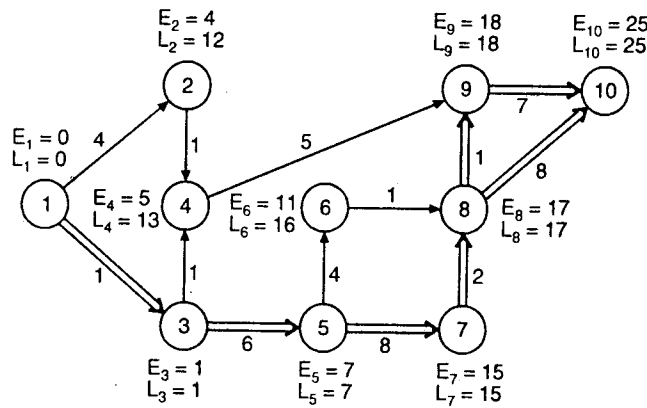 E₂ = 4
L₂ = 12
2
E₉ = 18
L₉ = 18
9
E₁₀ = 25
L₁₀ = 25
10
7
4
1
5
1
8
E₁ = 0
L₁ = 0
1
E₄ = 5
L₄ = 13
4
E₆ = 11
L₆ = 16
6
1
8
E₈ = 17
L₈ = 17
1
1
4
2
3
6
5
8
7
E₃ = 1
L₃ = 1
E₅ = 7
L₅ = 7
E₇ = 15
L₇ = 15